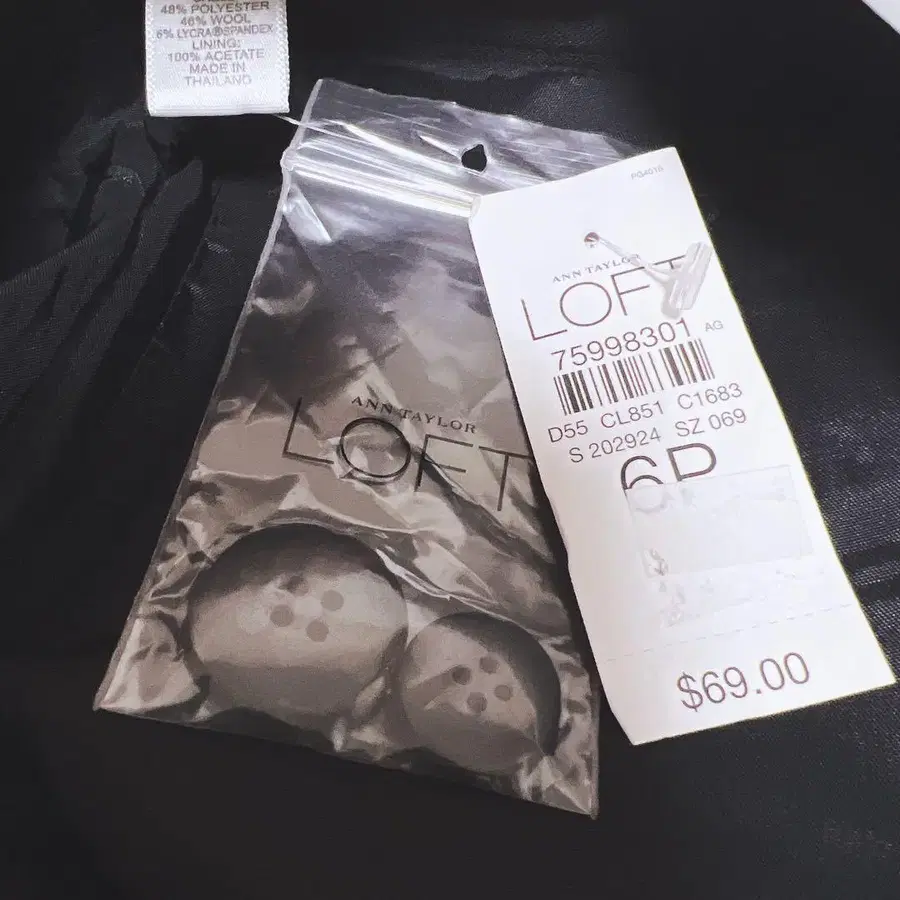 48% POLYESTER
46% WOOL
6% LYCRA®SPANDEX
LINING:
100% ACETATE
MADE IN
THAILAND
ANN TAYLOR
LOFT
PG4016
ANN TAYLOR
LOFT
75998301 AG
D55 CL851 C1683
S 202924 SZ 069
6P
$69.00